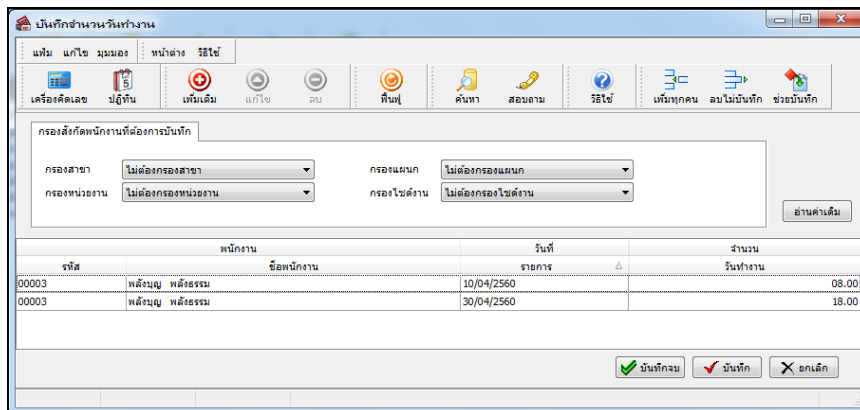 บันทึกจำนวนวันทำงาน
แฟ้ม แก้ไข มุมมอง หน้าต่าง วิธีใช้
5
เครื่องคิดเลข ปฏิทิน เพิ่มเติม แก้ไข ลบ ฟื้นฟู ค้นหา สอบถาม วิธีใช้ เพิ่มทุกคน ลบไม่บันทึก ช่วยบันทึก
กรองสังกัดพนักงานที่ต้องการบันทึก
กรองสาขา ไม่ต้องกรองสาขา กรองแผนก ไม่ต้องกรองแผนก
กรองหน่วยงาน ไม่ต้องกรองหน่วยงาน กรองไซด์งาน ไม่ต้องกรองไซด์งาน
อ่านค่าเดิม
พนักงาน วันที่ จำนวน
รหัส ชื่อพนักงาน รายการ วันทำงาน
00003 พลังบุญ พลังธรรม 10/04/2560 08.00
00003 พลังบุญ พลังธรรม 30/04/2560 18.00
บันทึกจบ บันทึก ยกเลิก